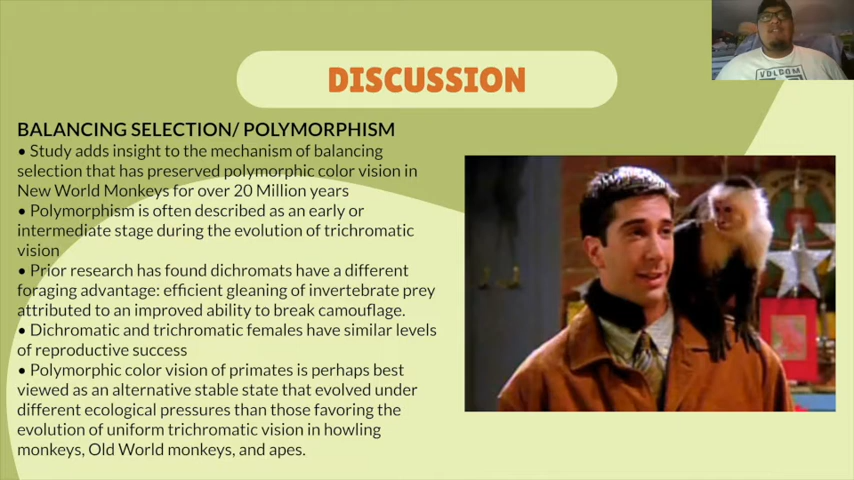 DISCUSSION
BALANCING SELECTION/ POLYMORPHISM
• Study adds insight to the mechanism of balancing
selection that has preserved polymorphic color vision in
New World Monkeys for over 20 Million years
• Polymorphism is often described as an early or
intermediate stage during the evolution of trichromatic
vision
• Prior research has found dichromats have a different
foraging advantage: efficient gleaning of invertebrate prey
attributed to an improved ability to break camouflage.
• Dichromatic and trichromatic females have similar levels
of reproductive success
• Polymorphic color vision of primates is perhaps best
viewed as an alternative stable state that evolved under
different ecological pressures than those favoring the
evolution of uniform trichromatic vision in howling
monkeys, Old World monkeys, and apes.
VOLCOM